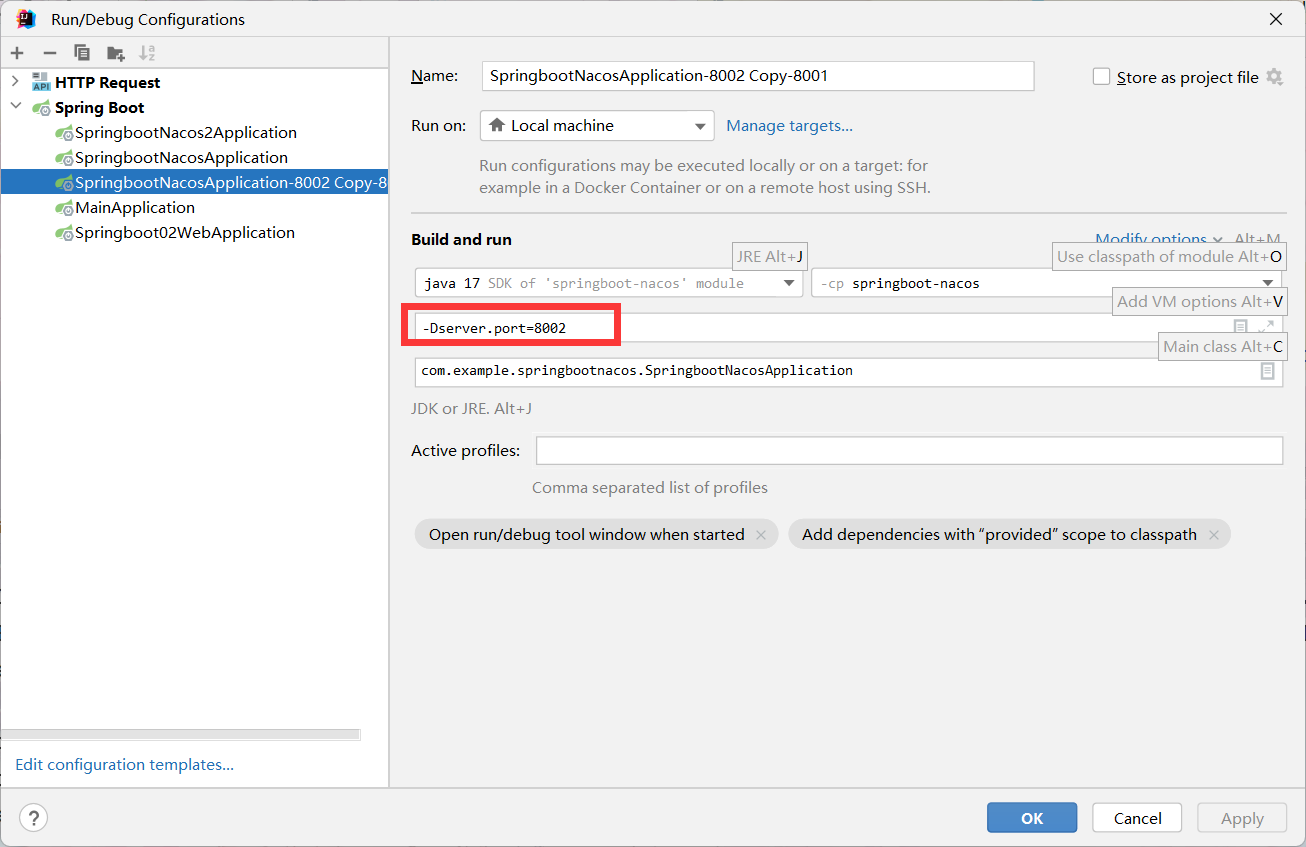 Run/Debug Configurations
HTTP Request
API
Spring Boot
SpringbootNacos2Application
SpringbootNacosApplication
SpringbootNacosApplication-8002 Copy-8
MainApplication
Springboot02WebApplication
Edit configuration templates...
Name: SpringbootNacosApplication-8002 Copy-8001 Store as project file
Run on: Local machine Manage targets...
Run configurations may be executed locally or on a target: for
example in a Docker Container or on a remote host using SSH.
Build and run Modify options Alt+M
JRE Alt+J Use classpath of module Alt+O
java 17 SDK of 'springboot-nacos' module -cp springboot-nacos
Add VM options Alt+V
-Dserver.port=8002
Main class Alt+C
com.example.springbootnacos.SpringbootNacosApplication
JDK or JRE. Alt+J
Active profiles:
Comma separated list of profiles
Open run/debug tool window when started Add dependencies with “provided” scope to classpath
? OK Cancel Apply